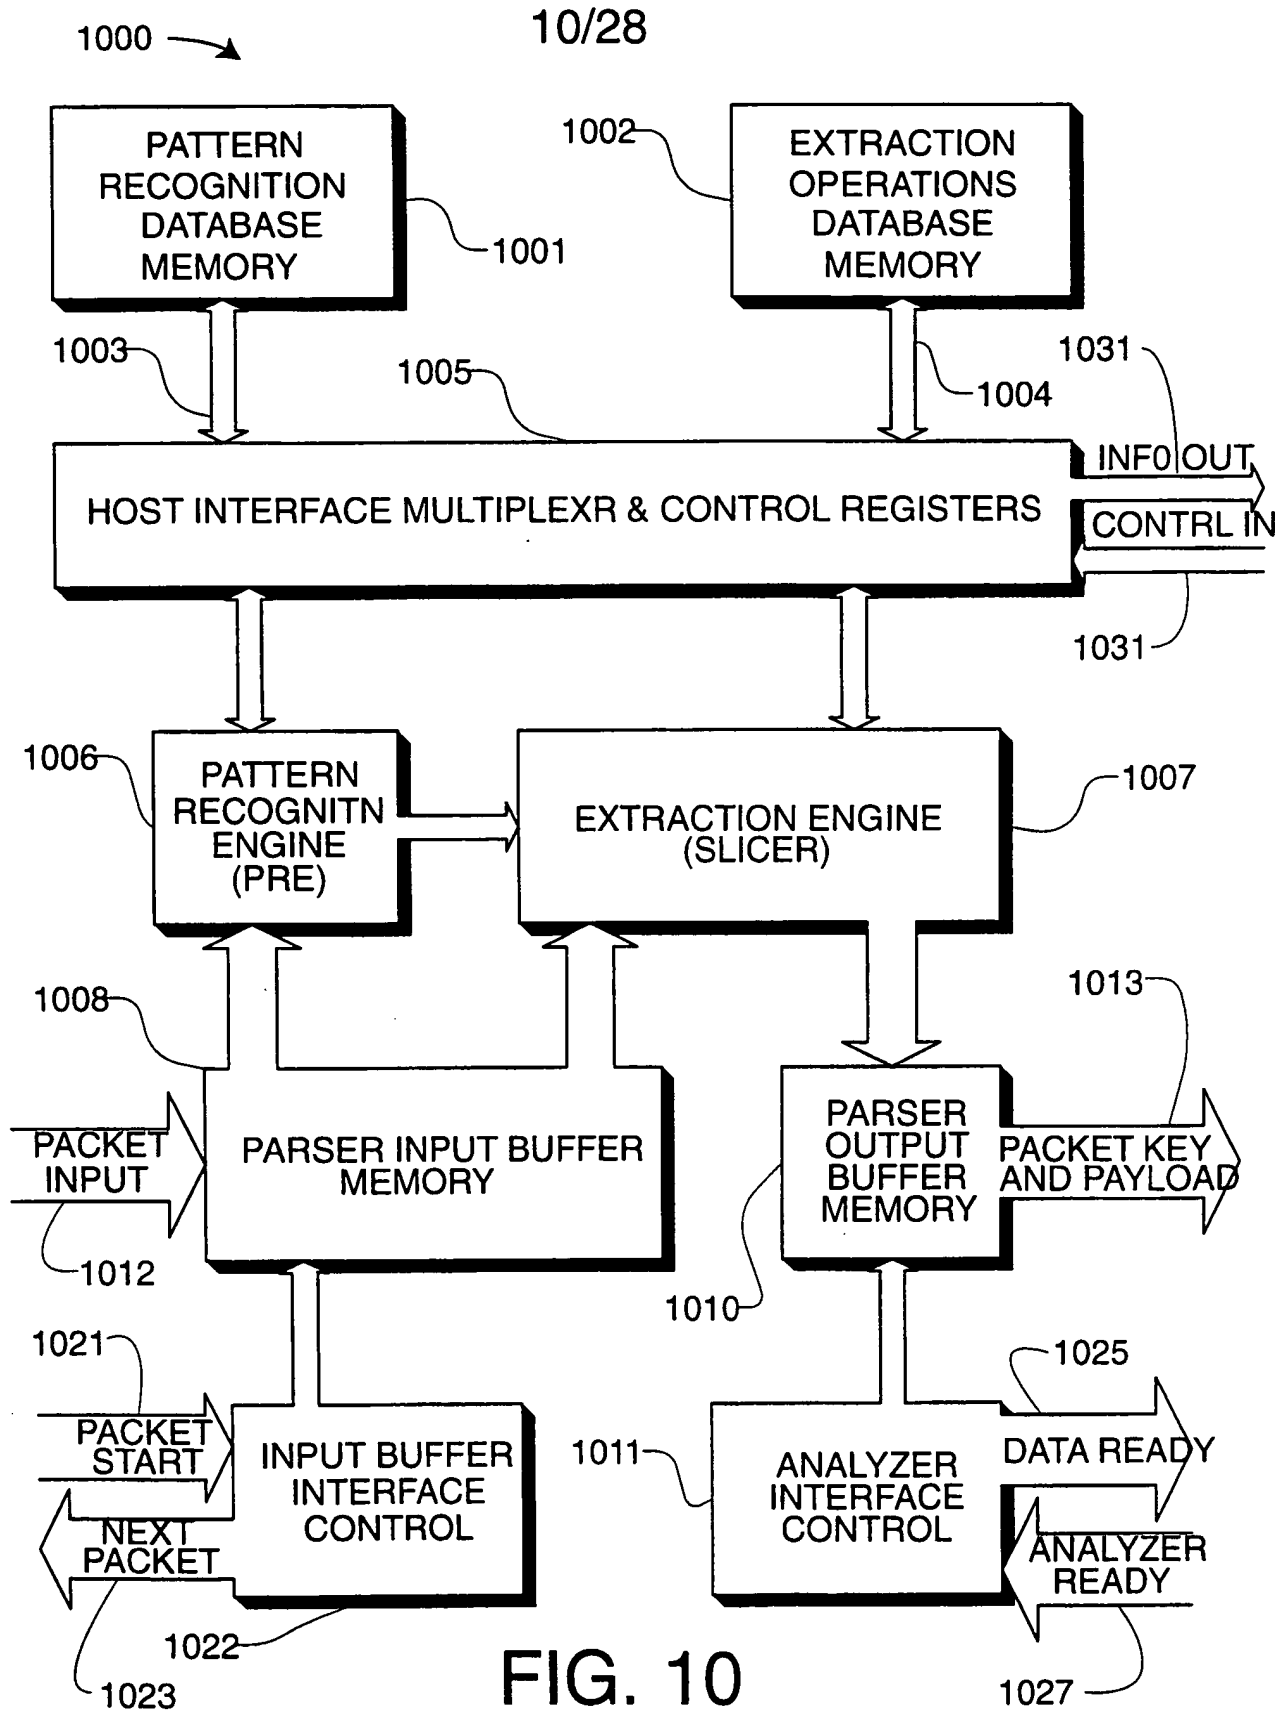 10/28
1000
PATTERN
RECOGNITION
DATABASE
MEMORY
1001
1002
EXTRACTION
OPERATIONS
DATABASE
MEMORY
1003
1005
1004
1031
HOST INTERFACE MULTIPLEXR & CONTROL REGISTERS
INFO OUT
CONTRL IN
1031
1006
PATTERN
RECOGNITN
ENGINE
(PRE)
EXTRACTION ENGINE
(SLICER)
1007
1008
1013
PACKET
INPUT
PARSER INPUT BUFFER
MEMORY
PARSER
OUTPUT
BUFFER
MEMORY
PACKET KEY
AND PAYLOAD
1012
1010
1021
1025
PACKET
START
INPUT BUFFER
INTERFACE
CONTROL
1011
ANALYZER
INTERFACE
CONTROL
DATA READY
NEXT
PACKET
ANALYZER
READY
1022
1023
1027
FIG. 10